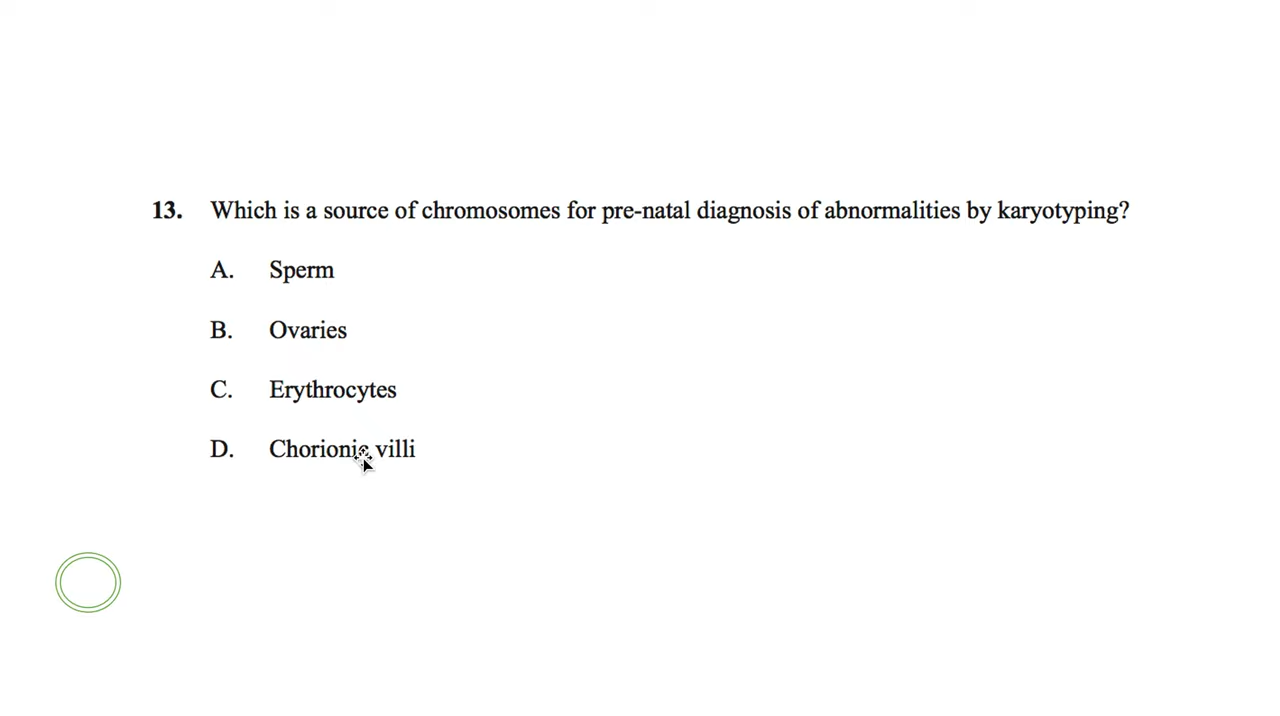 13. Which is a source of chromosomes for pre-natal diagnosis of abnormalities by karyotyping?
A. Sperm
B. Ovaries
C. Erythrocytes
D. Chorionic villi